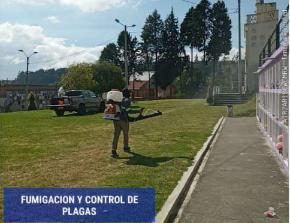 FUMIGACION Y CONTROL DE
PLAGAS